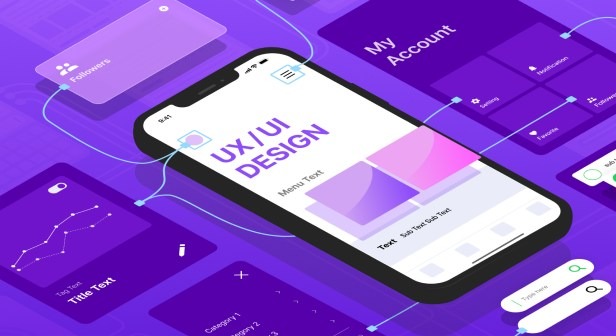 Followers
My
Account
Notification
Setting
Followers
Favorite
9:41
UX/UI
DESIGN
Menu Text
Text Sub Text Sub Text
Tag Text
Title Text
Category 1
Category 2
Type here